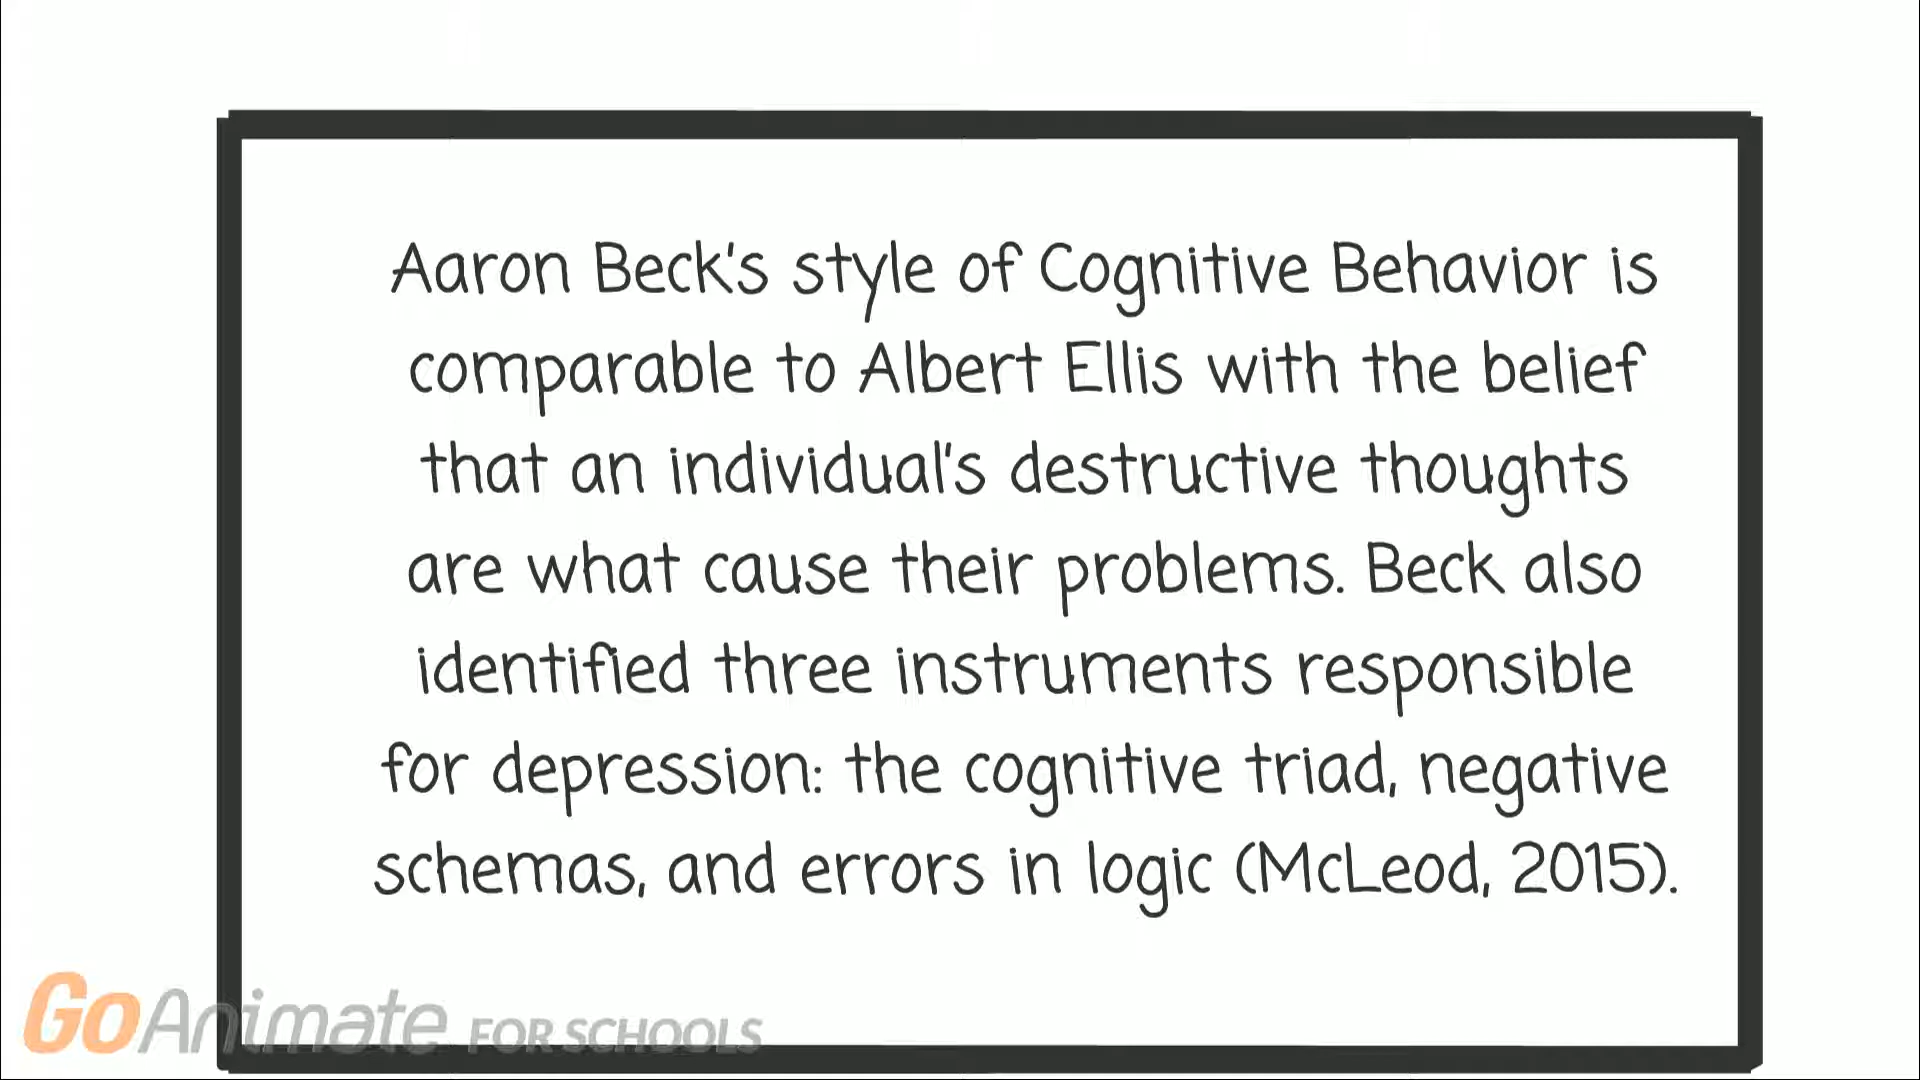 Aaron Beck's style of Cognitive Behavior is
comparable to Albert Ellis with the belief
that an individual's destructive thoughts
are what cause their problems. Beck also
identified three instruments responsible
for depression: the cognitive triad, negative
schemas, and errors in logic (McLeod, 2015).
GoAnimate FOR SCHOOLS